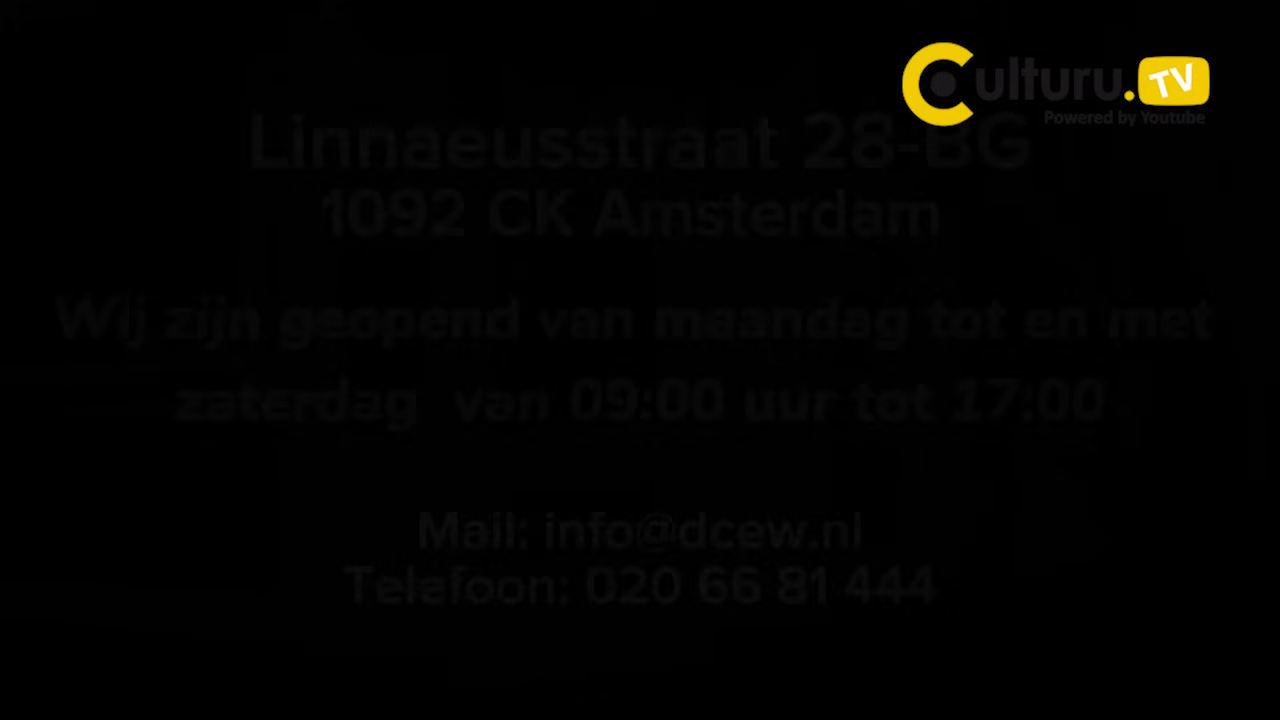 Culturu.TV
Powered by Youtube
Linnaeusstraat 28-BG
1092 CK Amsterdam
Wij zijn geopend van maandag tot en met
zaterdag van 09:00 uur tot 17:00
Mail: info@dcew.nl
Telefoon: 020 66 81 444